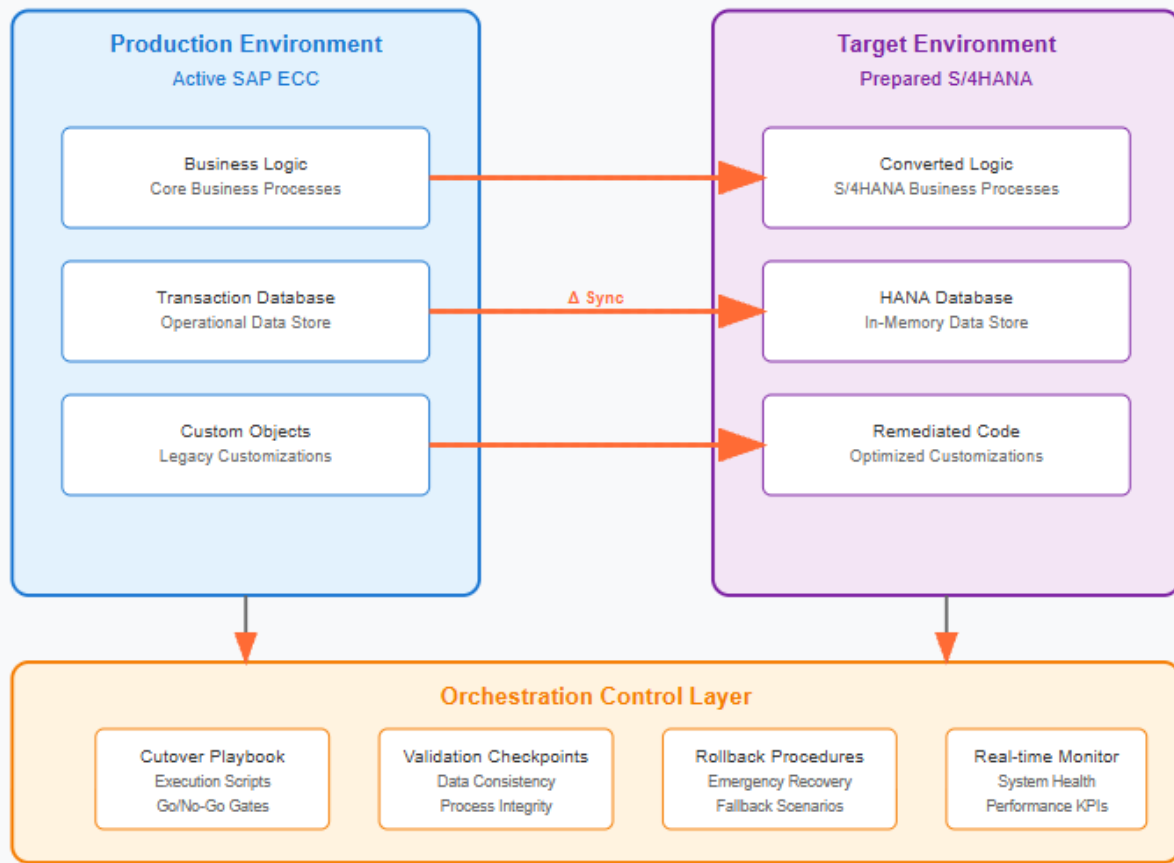 Production Environment
Active SAP ECC
Business Logic
Core Business Processes
Transaction Database
Operational Data Store
Custom Objects
Legacy Customizations
Δ Sync
Target Environment
Prepared S/4HANA
Converted Logic
S/4HANA Business Processes
HANA Database
In-Memory Data Store
Remediated Code
Optimized Customizations
Orchestration Control Layer
Cutover Playbook
Execution Scripts
Go/No-Go Gates
Validation Checkpoints
Data Consistency
Process Integrity
Rollback Procedures
Emergency Recovery
Fallback Scenarios
Real-time Monitor
System Health
Performance KPIs